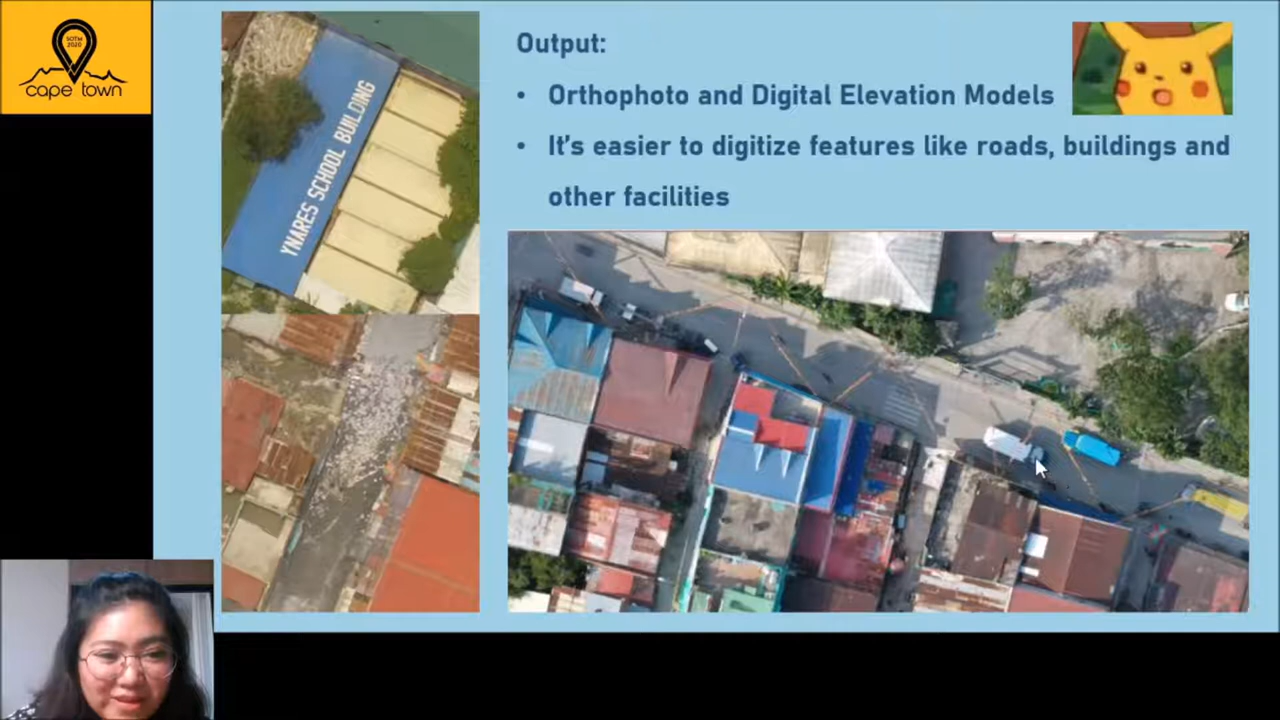 SOTM
2020
cape town
YNARES SCHOOL BUILDING
Output:
• Orthophoto and Digital Elevation Models
• It's easier to digitize features like roads, buildings and
other facilities